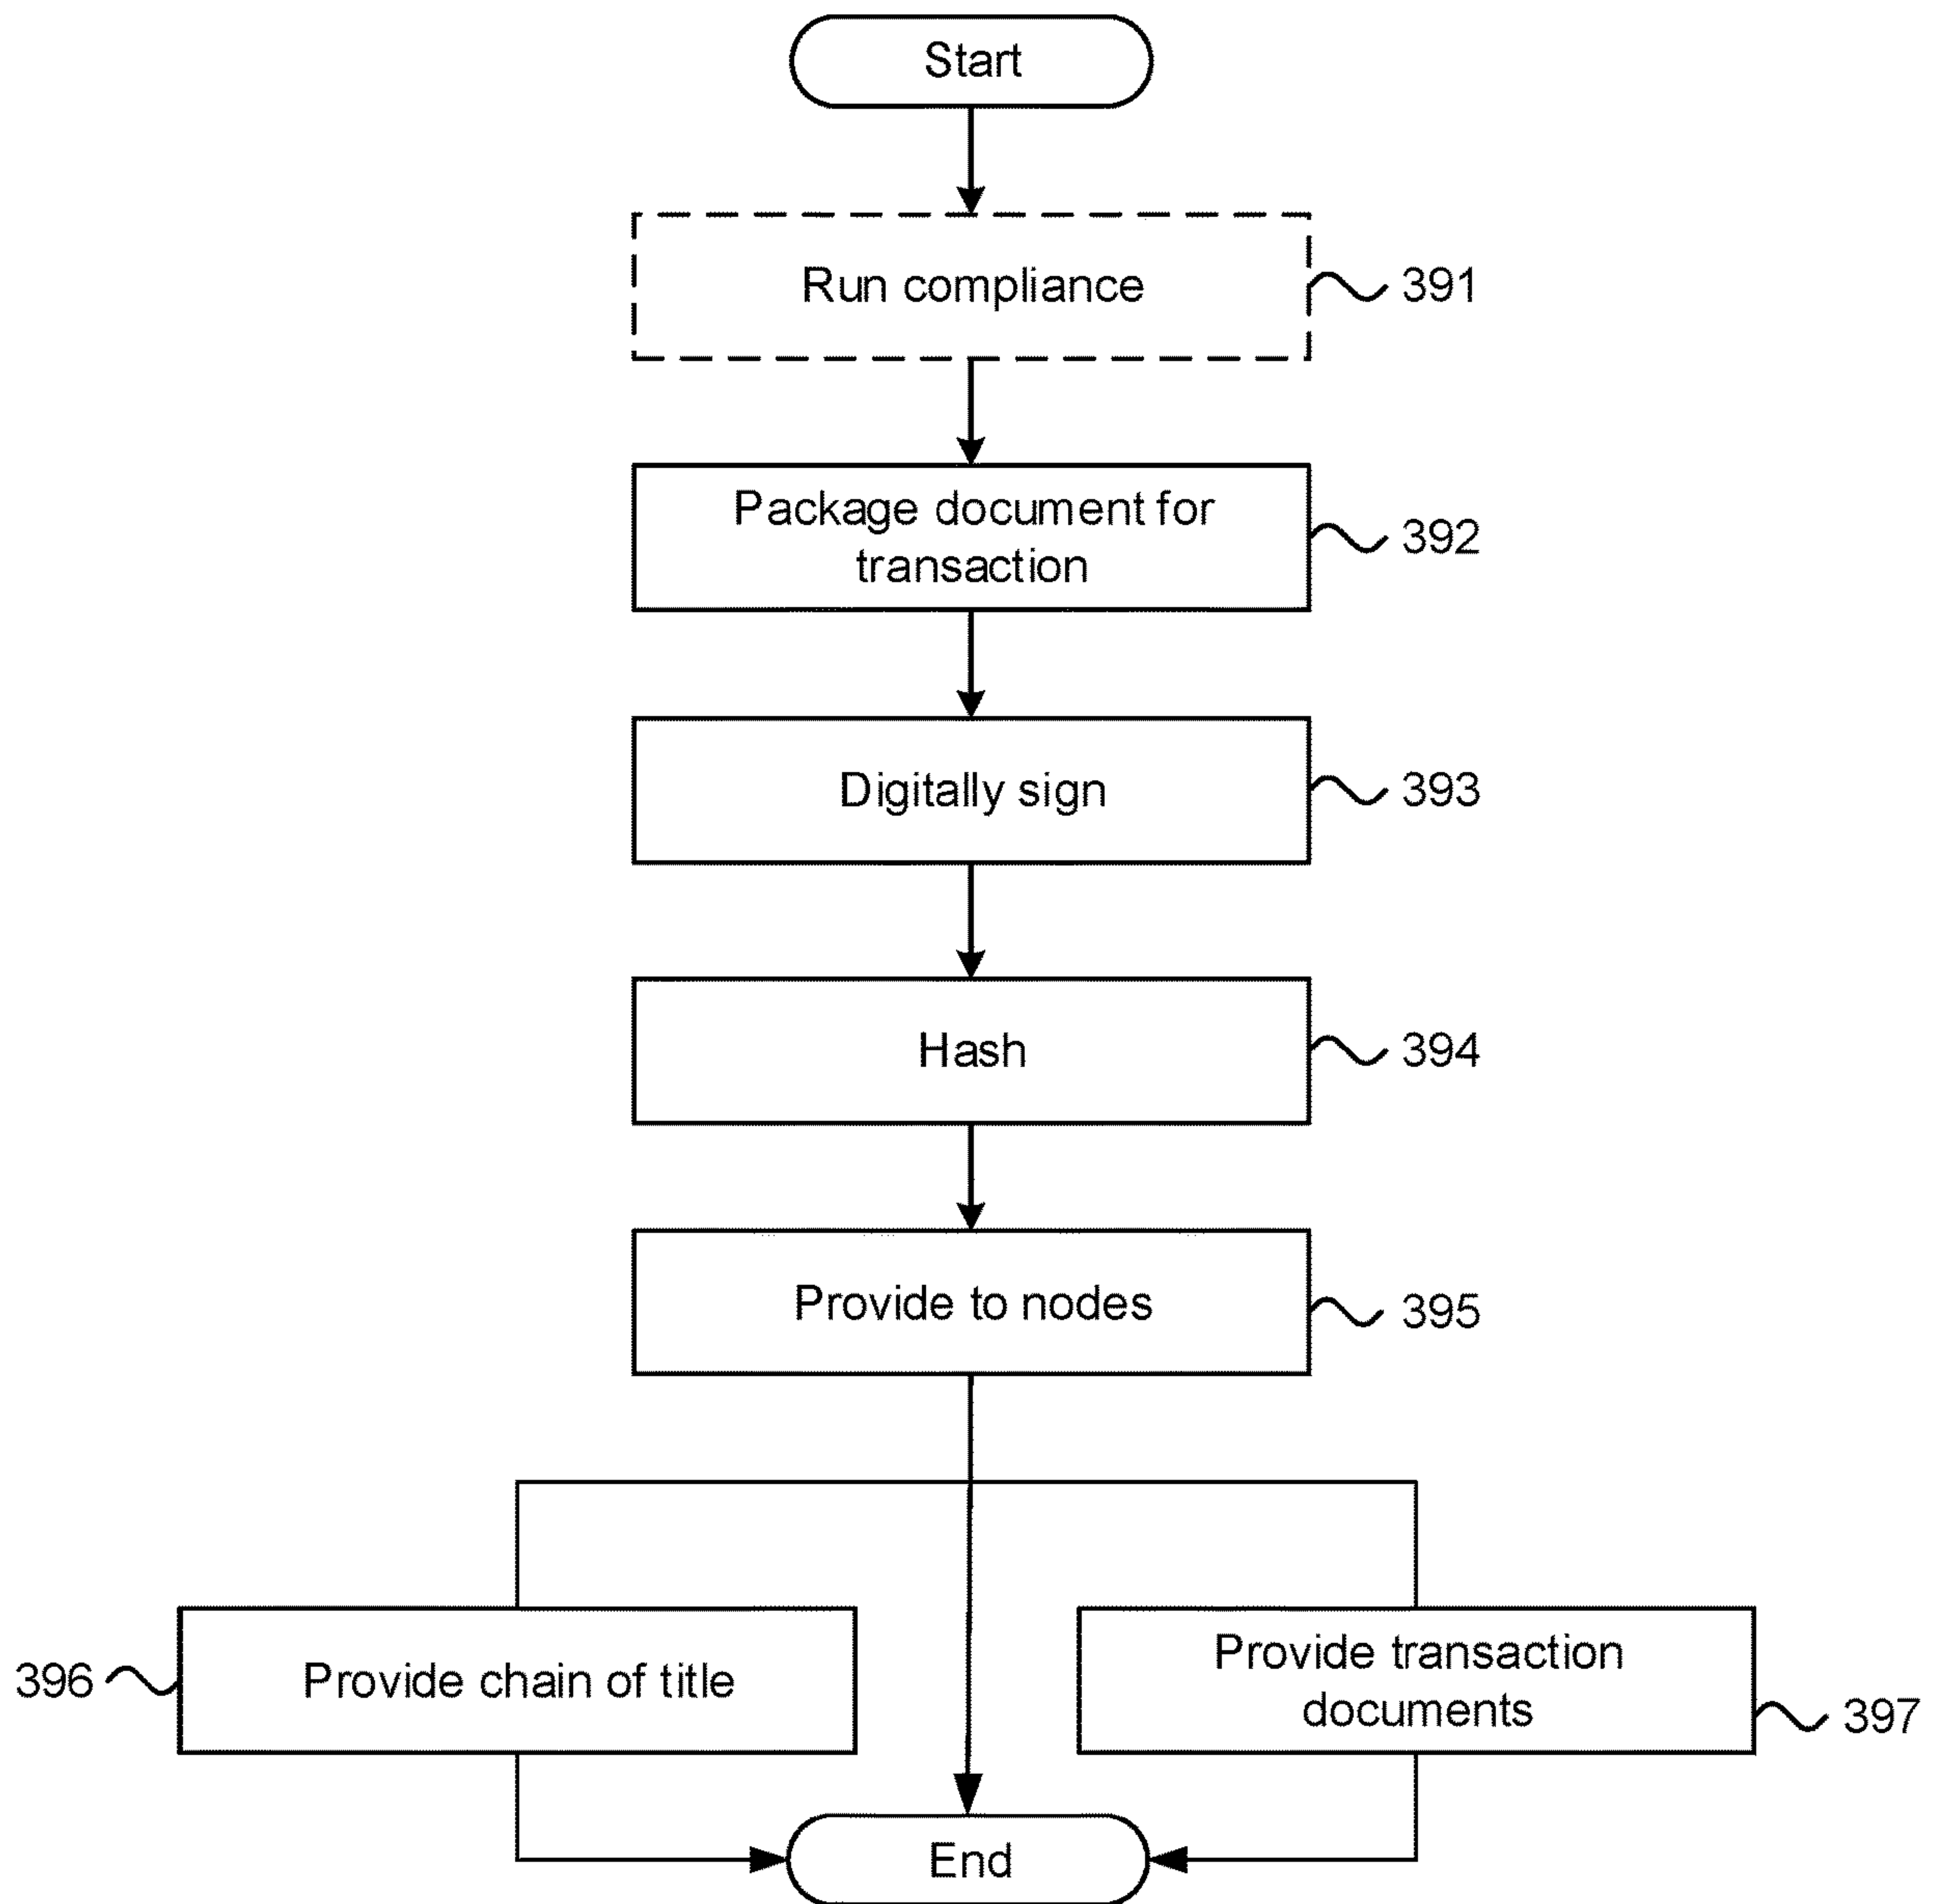 Start
Run compliance
391
Package document for
transaction
392
Digitally sign
393
Hash
394
Provide to nodes
395
396
Provide chain of title
Provide transaction
documents
397
End